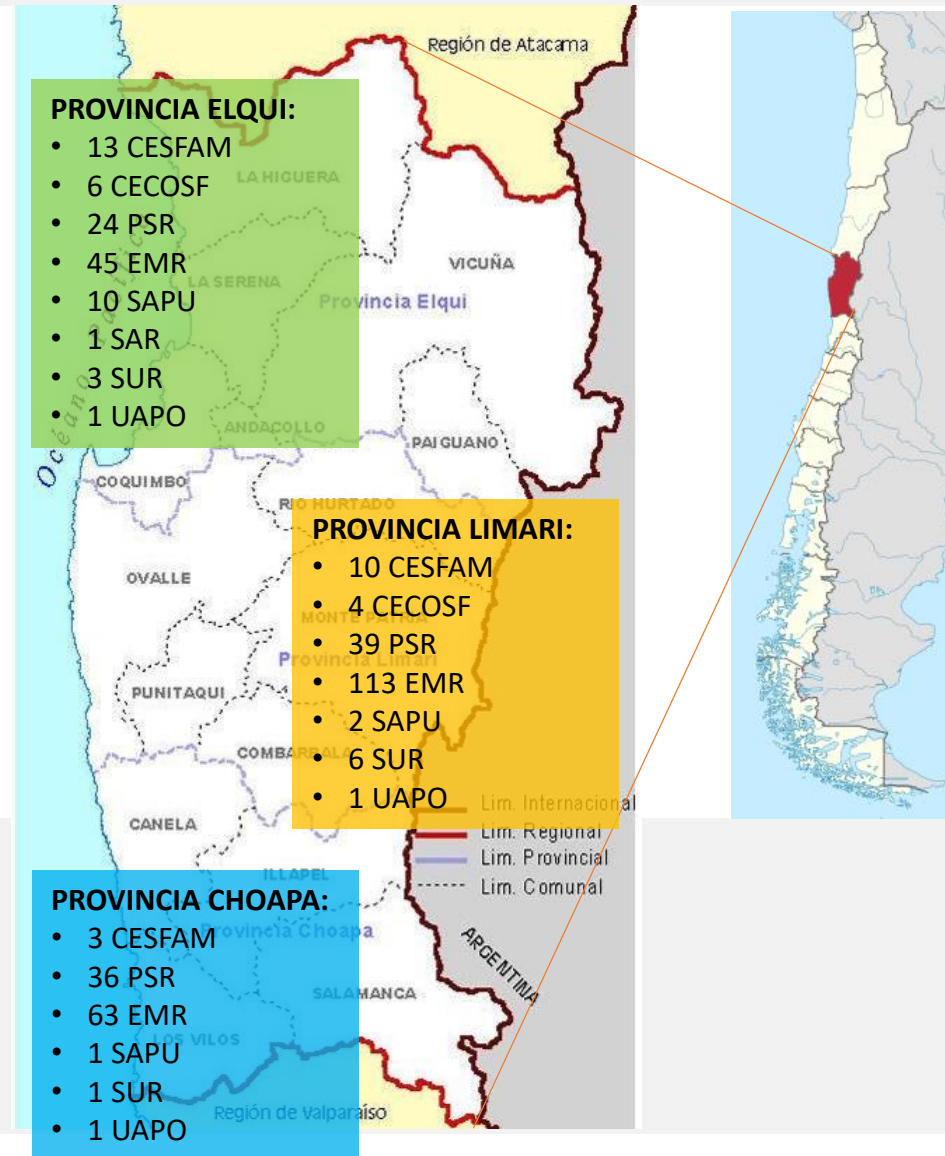 Región de Atacama
PROVINCIA ELQUI:
• 13 CESFAM
• 6 CECOSF
• 24 PSR
• 45 EMR
• 10 SAPU
• 1 SAR
• 3 SUR
• 1 UAPO
LA HIGUERA
VICUÑA
LA SERENA
Provincia Elqui
Océano Pacífico
ANDACOLLO
PAIGUANO
COQUIMBO
RIO HURTADO
PROVINCIA LIMARI:
• 10 CESFAM
• 4 CECOSF
• 39 PSR
• 113 EMR
• 2 SAPU
• 6 SUR
• 1 UAPO
OVALLE
MONTE PATRIA
Provincia Limari
PUNITAQUI
COMBARBALA
CANELA
Lim. Internacional
Lim. Regional
Lim. Provincial
Lim. Comunal
ILLAPEL
PROVINCIA CHOAPA:
• 3 CESFAM
• 36 PSR
• 63 EMR
• 1 SAPU
• 1 SUR
• 1 UAPO
Provincia Choapa
ARGENTINA
SALAMANCA
LOS VILOS
Región de Valparaíso